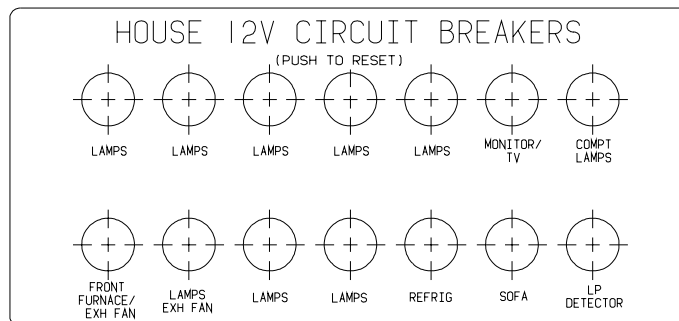 HOUSE 12V CIRCUIT BREAKERS
(PUSH TO RESET)
LAMPS LAMPS LAMPS LAMPS LAMPS MONITOR/ TV COMPT LAMPS
FRONT FURNACE/ EXH FAN LAMPS EXH FAN LAMPS LAMPS REFRIG SOFA LP DETECTOR